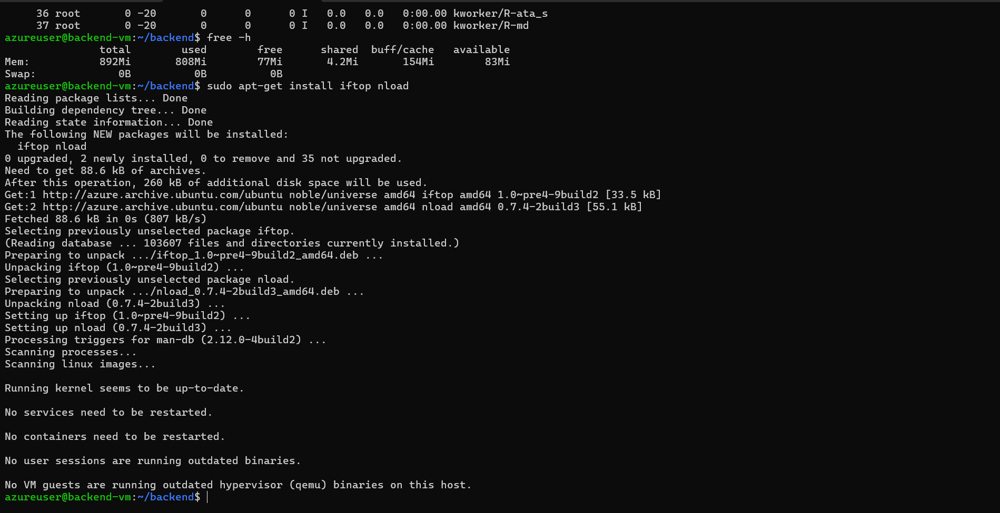 36 root 0 -20 0 0 0 I 0.0 0.0 0:00.00 kworker/R-ata_s
37 root 0 -20 0 0 0 I 0.0 0.0 0:00.00 kworker/R-md
azureuser@backend-vm:~/backend$ free -h
total used free shared buff/cache available
Mem: 892Mi 808Mi 77Mi 4.2Mi 154Mi 83Mi
Swap: 0B 0B 0B
azureuser@backend-vm:~/backend$ sudo apt-get install iftop nload
Reading package lists... Done
Building dependency tree... Done
Reading state information... Done
The following NEW packages will be installed:
iftop nload
0 upgraded, 2 newly installed, 0 to remove and 35 not upgraded.
Need to get 88.6 kB of archives.
After this operation, 260 kB of additional disk space will be used.
Get:1 http://azure.archive.ubuntu.com/ubuntu noble/universe amd64 iftop amd64 1.0~pre4-9build2 [33.5 kB]
Get:2 http://azure.archive.ubuntu.com/ubuntu noble/universe amd64 nload amd64 0.7.4-2build3 [55.1 kB]
Fetched 88.6 kB in 0s (807 kB/s)
Selecting previously unselected package iftop.
(Reading database ... 103607 files and directories currently installed.)
Preparing to unpack .../iftop_1.0~pre4-9build2_amd64.deb ...
Unpacking iftop (1.0~pre4-9build2) ...
Selecting previously unselected package nload.
Preparing to unpack .../nload_0.7.4-2build3_amd64.deb ...
Unpacking nload (0.7.4-2build3) ...
Setting up iftop (1.0~pre4-9build2) ...
Setting up nload (0.7.4-2build3) ...
Processing triggers for man-db (2.12.0-4build2) ...
Scanning processes...
Scanning linux images...
Running kernel seems to be up-to-date.
No services need to be restarted.
No containers need to be restarted.
No user sessions are running outdated binaries.
No VM guests are running outdated hypervisor (qemu) binaries on this host.
azureuser@backend-vm:~/backend$